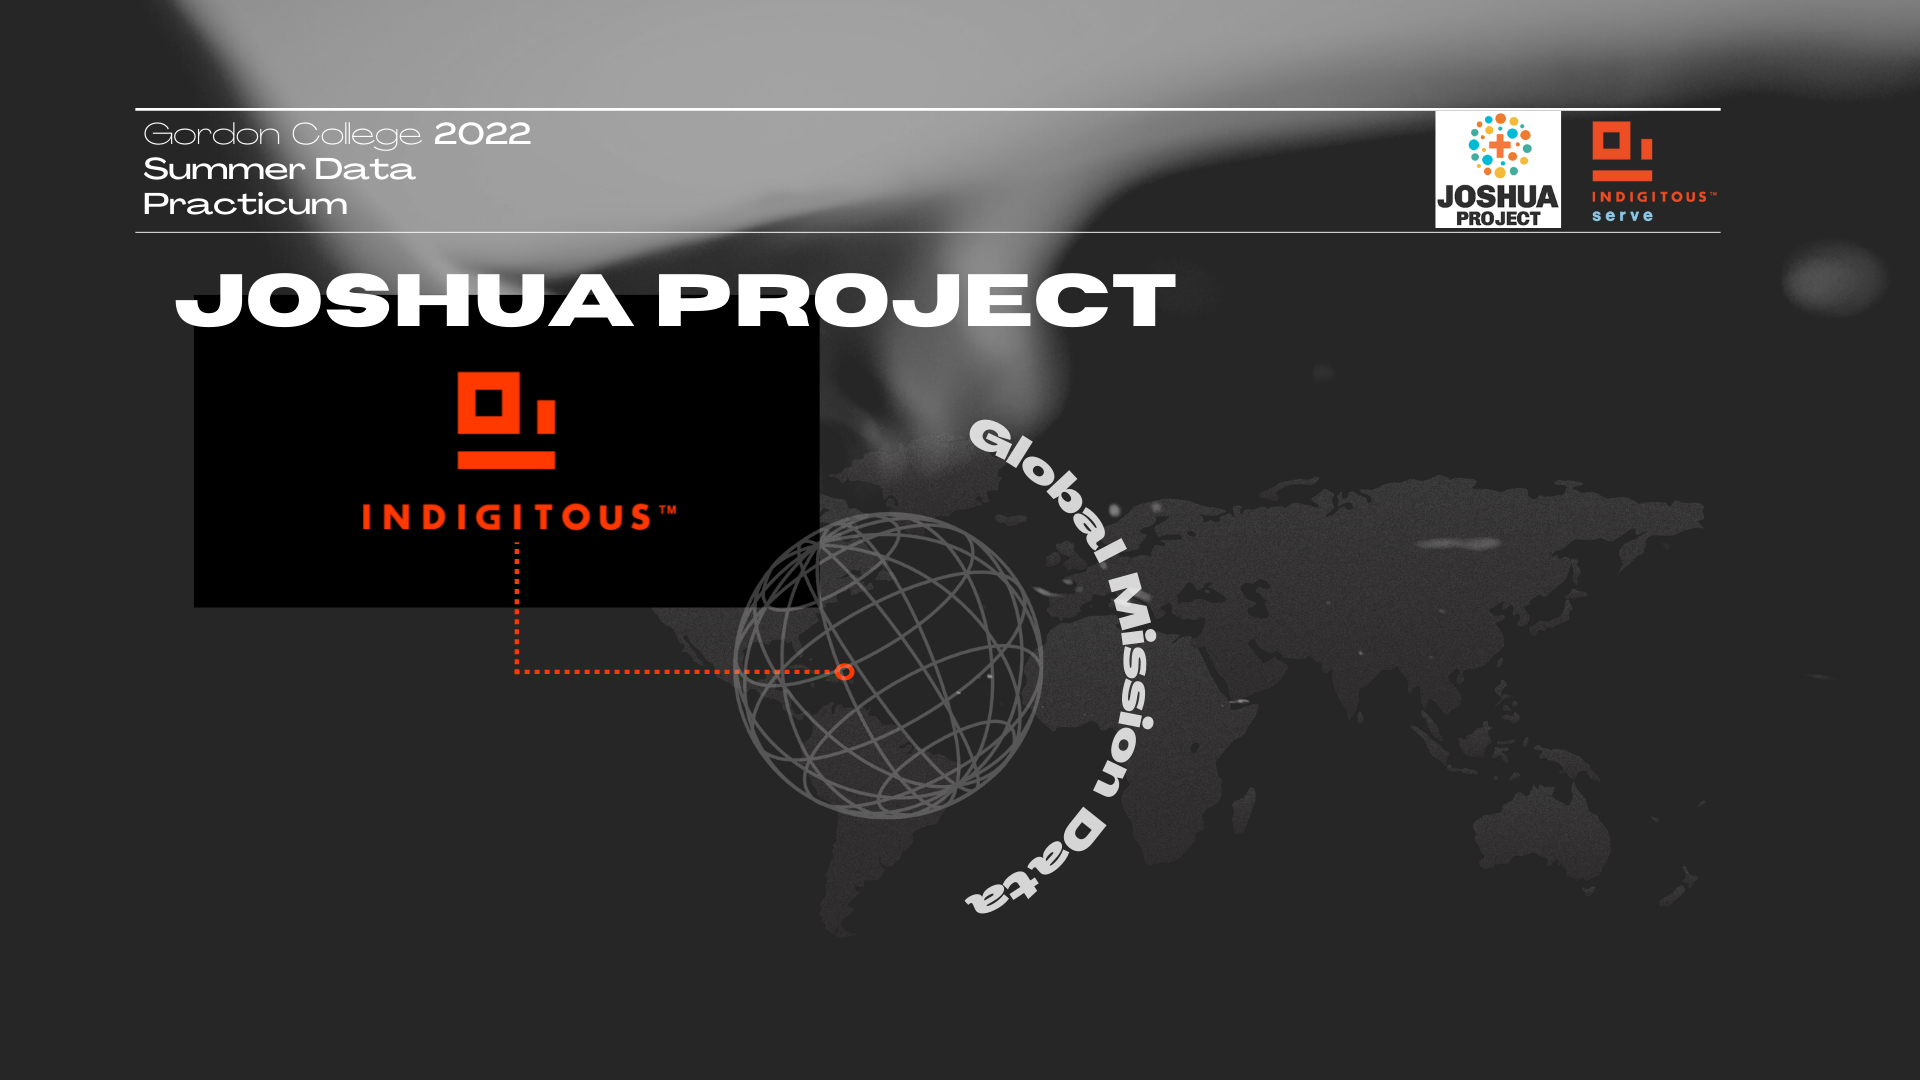 Gordon College 2022
Summer Data
Practicum
JOSHUA
PROJECT
INDIGITOUS™
serve
JOSHUA PROJECT
INDIGITOUS™
Global Mission Data